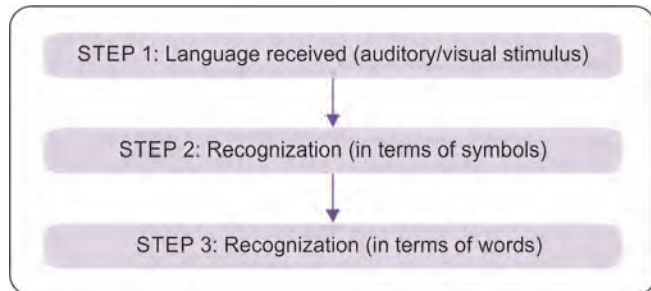 STEP 1: Language received (auditory/visual stimulus)
STEP 2: Recognization (in terms of symbols)
STEP 3: Recognization (in terms of words)